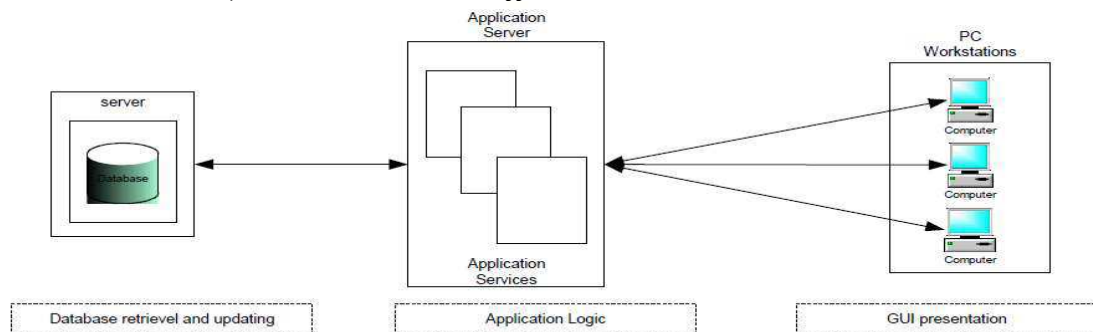 Application
Server
PC
Workstations
server
Database
Computer
Computer
Computer
Application
Services
Database retrievel and updating
Application Logic
GUI presentation